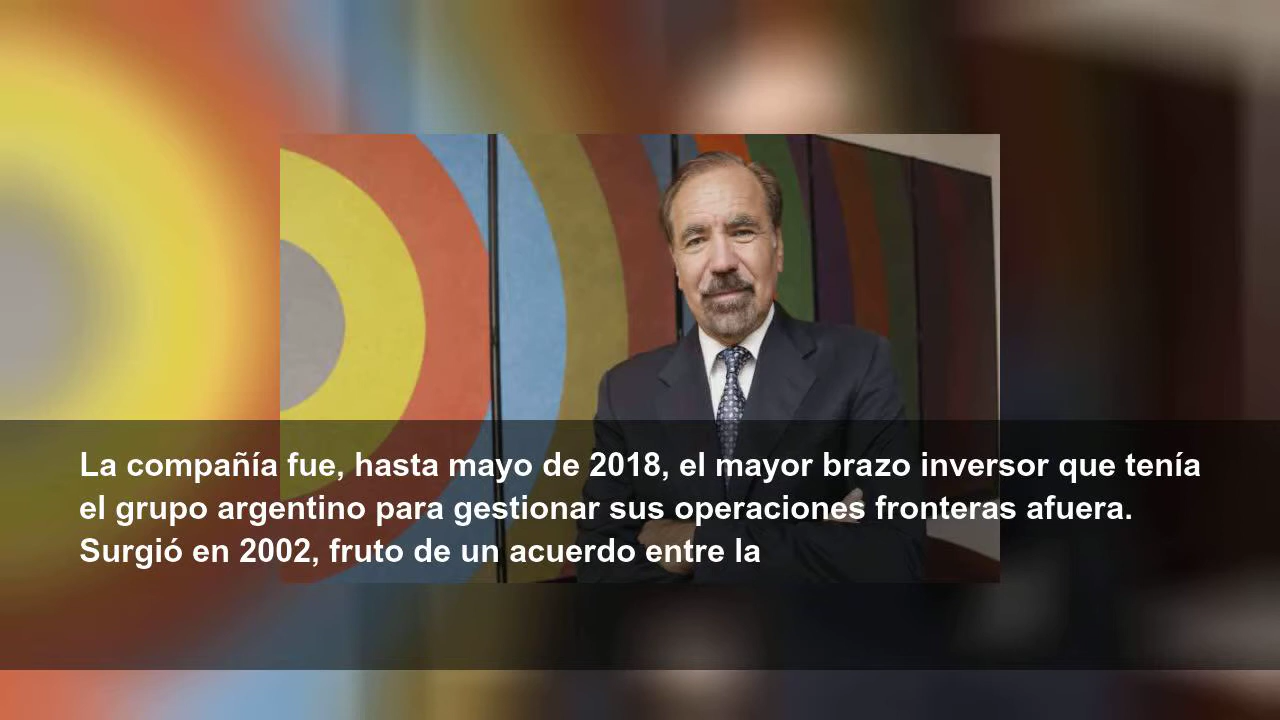 La compañía fue, hasta mayo de 2018, el mayor brazo inversor que tenía
el grupo argentino para gestionar sus operaciones fronteras afuera.
Surgió en 2002, fruto de un acuerdo entre la